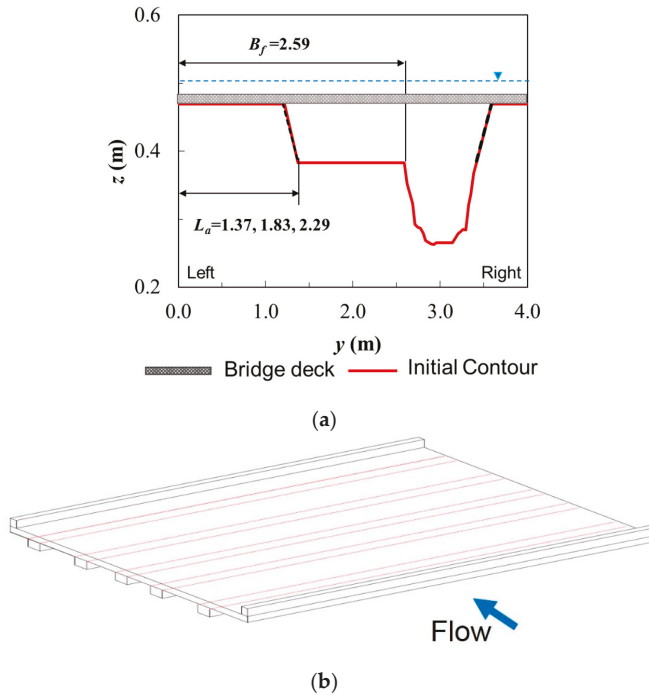 0.6
B_f=2.59
0.4
z (m)
L_a=1.37, 1.83, 2.29
Left Right
0.2
0.0 1.0 2.0 3.0 4.0
y (m)
Bridge deck Initial Contour
(a)
Flow
(b)